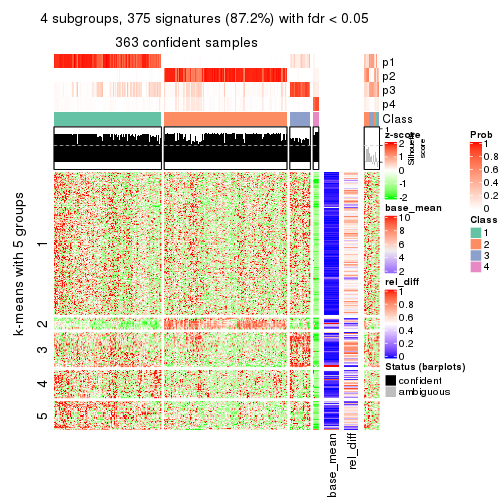 4 subgroups, 375 signatures (87.2%) with fdr < 0.05
363 confident samples
p1
p2
p3
p4
Class
1
Silhouette
score
z-score
2
1
0
-1
-2
base_mean
10
8
6
4
2
rel_diff
1
0.8
0.6
0.4
0.2
0
Status (barplots)
confident
ambiguous
Prob
1
0.8
0.6
0.4
0.2
0
Class
1
2
3
4
k-means with 5 groups
1
2
3
4
5
base_mean
rel_diff